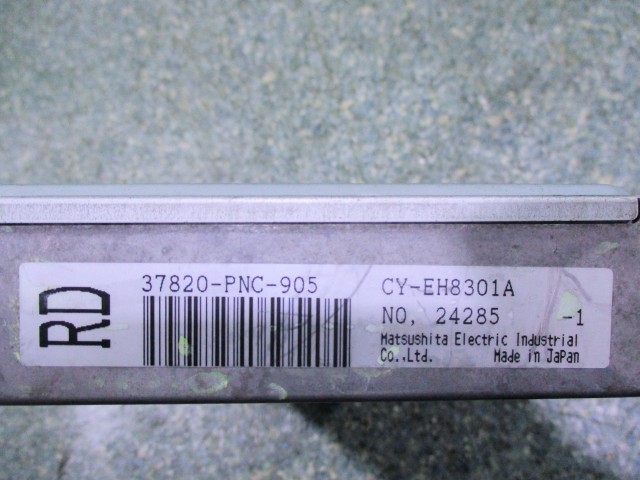 RD
37820-PNC-905
CY-EH8301A
NO, 24285 -1
Matsushita Electric Industrial
Co.,Ltd. Made in JAPAN